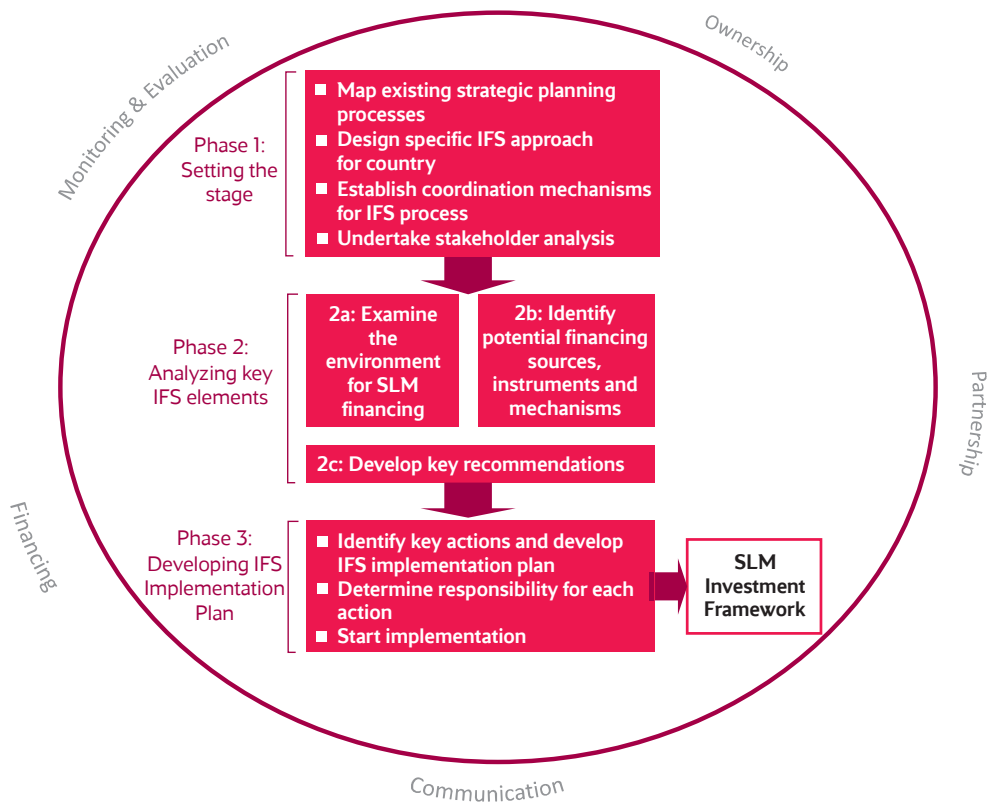 Monitoring & Evaluation
Ownership
Phase 1:
Setting the
stage
Map existing strategic planning
processes
Design specific IFS approach
for country
Establish coordination mechanisms
for IFS process
Undertake stakeholder analysis
Phase 2:
Analyzing key
IFS elements
2a: Examine
the
environment
for SLM
financing
2b: Identify
potential financing
sources,
instruments and
mechanisms
2c: Develop key recommendations
Partnership
Financing
Phase 3:
Developing IFS
Implementation
Plan
Identify key actions and develop
IFS implementation plan
Determine responsibility for each
action
Start implementation
SLM
Investment
Framework
Communication